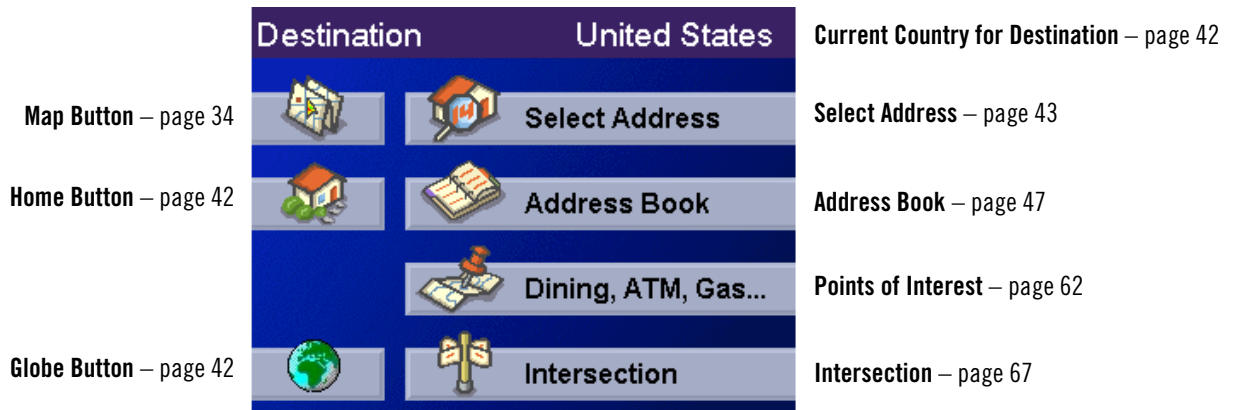 Destination United States Current Country for Destination – page 42
Map Button – page 34 Select Address Select Address – page 43
Home Button – page 42 Address Book Address Book – page 47
Dining, ATM, Gas... Points of Interest – page 62
Globe Button – page 42 Intersection Intersection – page 67